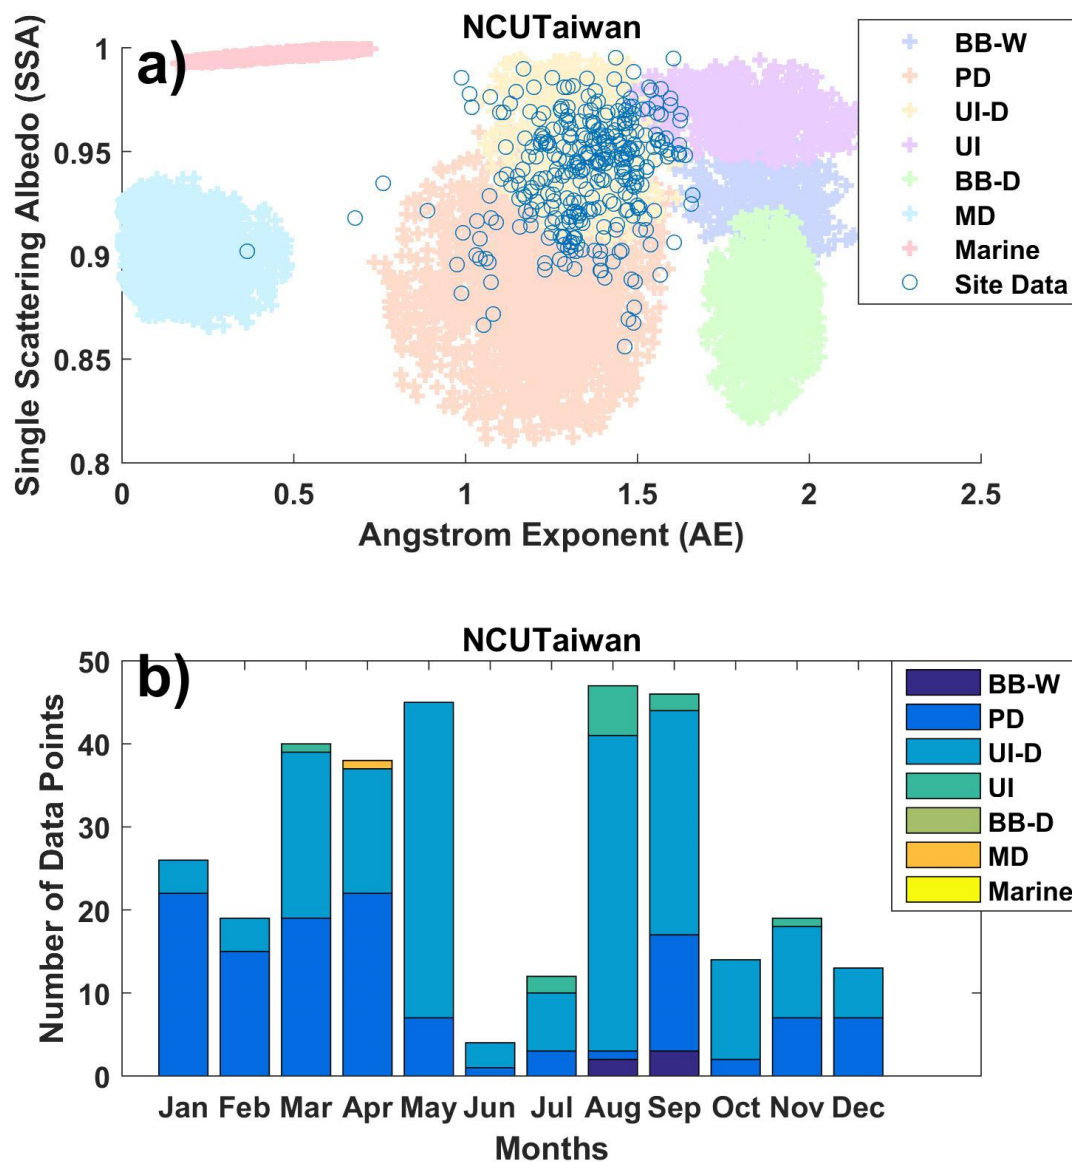 NCUTaiwan
a)
Single Scattering Albedo (SSA)
1
0.95
0.9
0.85
0.8
0
0.5
1
1.5
2
2.5
Angstrom Exponent (AE)
BB-W
PD
UI-D
UI
BB-D
MD
Marine
Site Data
NCUTaiwan
b)
Number of Data Points
50
40
30
20
10
0
Jan Feb Mar Apr May Jun Jul Aug Sep Oct Nov Dec
Months
BB-W
PD
UI-D
UI
BB-D
MD
Marine